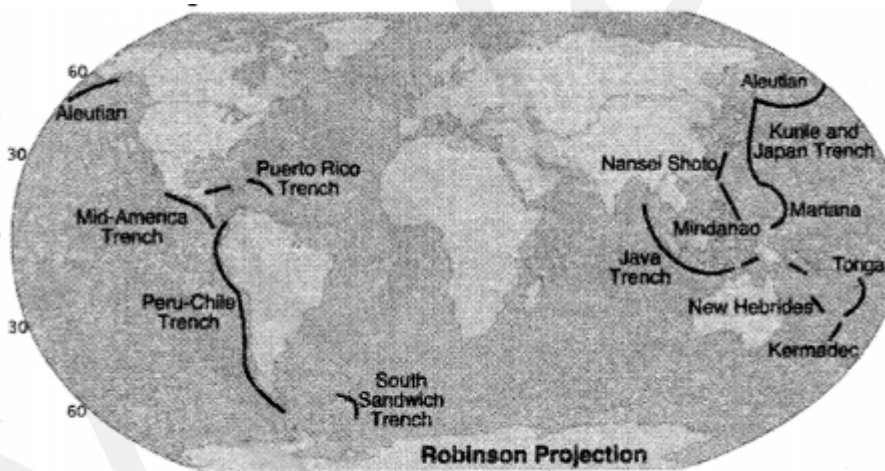 60
Aleutian
Aleutian
30
Kurile and
Japan Trench
Puerto Rico
Trench
Nansei Shoto
Mid-America
Trench
Mindanao
Mariana
Java
Trench
Tonga
Peru-Chile
Trench
New Hebrides
30
Kermadec
South
Sandwich
Trench
60
Robinson Projection